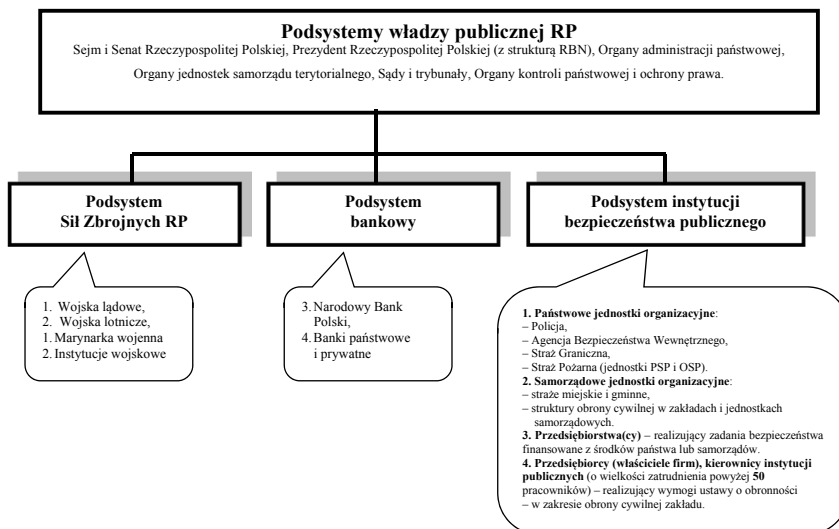 Podsystemy władzy publicznej RP
Sejm i Senat Rzeczypospolitej Polskiej, Prezydent Rzeczypospolitej Polskiej (z strukturą RBN), Organy administracji państwowej,
Organy jednostek samorządu terytorialnego, Sądy i trybunały, Organy kontroli państwowej i ochrony prawa.
Podsystem
Sił Zbrojnych RP
Podsystem
bankowy
Podsystem instytucji
bezpieczeństwa publicznego
1. Wojska lądowe,
2. Wojska lotnicze,
1. Marynarka wojenna
2. Instytucje wojskowe
3. Narodowy Bank
Polski,
4. Banki państwowe
i prywatne
1. Państwowe jednostki organizacyjne:
– Policja,
– Agencja Bezpieczeństwa Wewnętrznego,
– Straż Graniczna,
– Straż Pożarna (jednostki PSP i OSP).
2. Samorządowe jednostki organizacyjne:
– straże miejskie i gminne,
– struktury obrony cywilnej w zakładach i jednostkach
samorządowych.
3. Przedsiębiorstwa(cy) – realizujący zadania bezpieczeństwa
finansowane z środków państwa lub samorządów.
4. Przedsiębiorcy (właściciele firm), kierownicy instytucji
publicznych (o wielkości zatrudnienia powyżej 50
pracowników) – realizujący wymogi ustawy o obronności
– w zakresie obrony cywilnej zakładu.